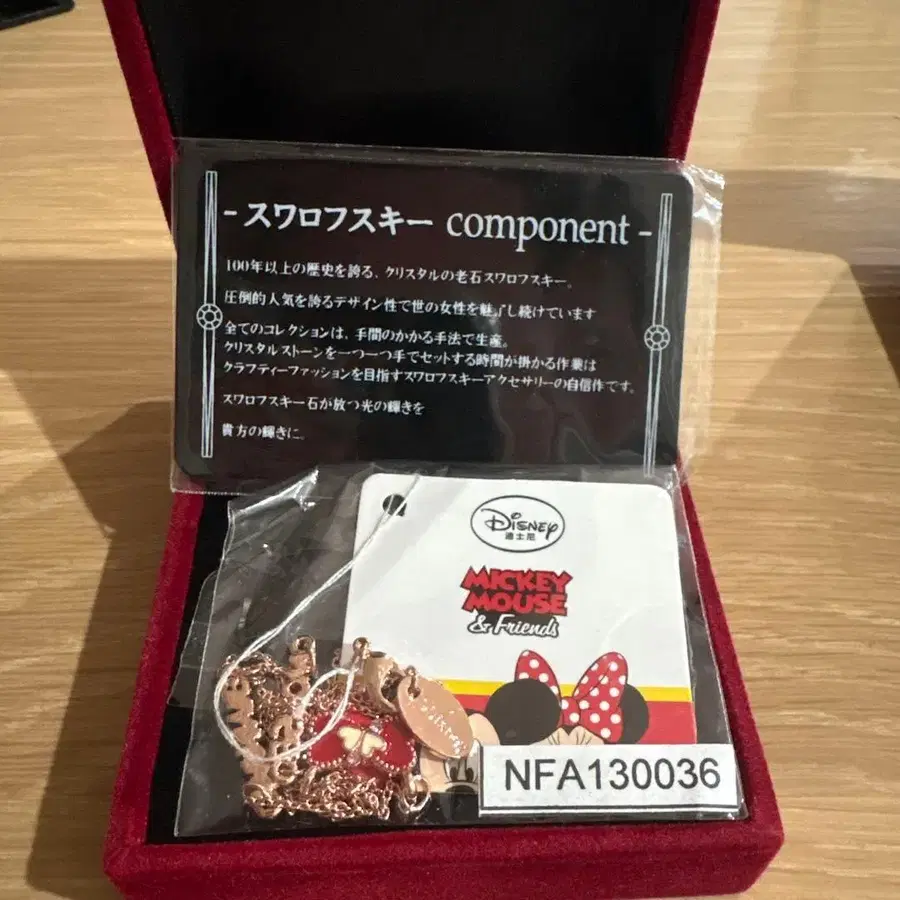 - スワロフスキー component -
100年以上の歴史を誇る、クリスタルの老石スワロフスキー。
圧倒的人気を誇るデザイン性で世の女性を魅了し続けています
全てのコレクションは、手間のかかる手法で生産。
クリスタルストーンを一つ一つ手でセットする時間が掛かる作業は
クラフティーファッションを目指すスワロフスキーアクセサリーの自信作です。
スワロフスキー石が放つ光の輝きを
貴方の輝きに。
Disney
迪士尼
MICKEY
MOUSE
& Friends
NFA130036